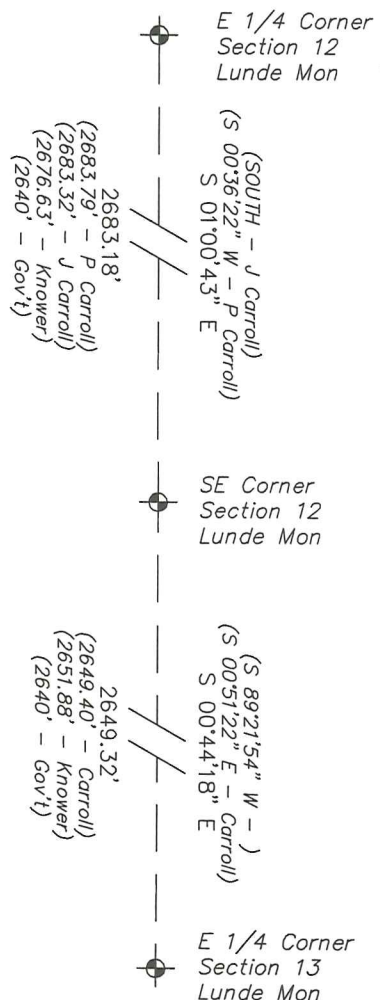 E 1/4 Corner
Section 12
Lunde Mon
(SOUTH - J Carroll)
(S 00°36'22" W - P Carroll)
S 01°00'43" E
2683.18'
(2683.79' - P Carroll)
(2683.32' - J Carroll)
(2676.63' - Knower)
(2640' - Gov't)
SE Corner
Section 12
Lunde Mon
(S 89°21'54" W - )
(S 00°51'22" E - Carroll)
S 00°44'18" E
2649.32'
(2649.40' - Carroll)
(2651.88' - Knower)
(2640' - Gov't)
E 1/4 Corner
Section 13
Lunde Mon